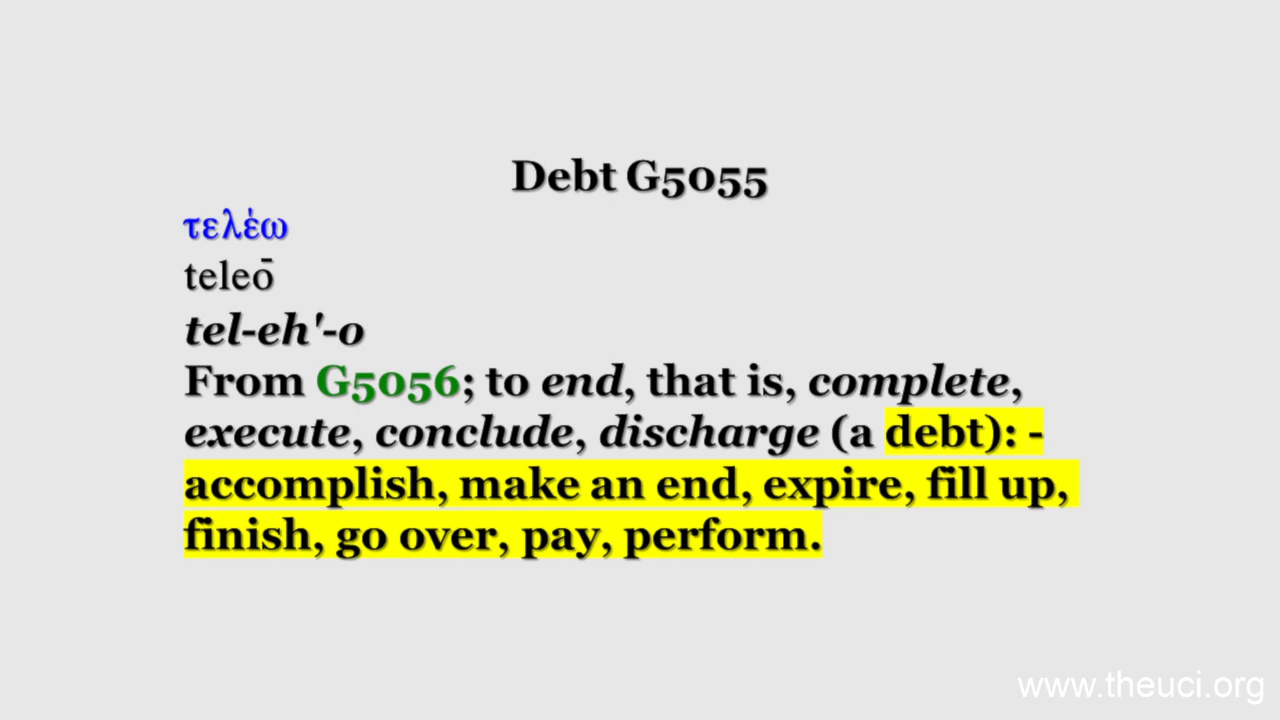 Debt G5055
τελέω
teleō
tel-eh'-o
From G5056; to end, that is, complete,
execute, conclude, discharge (a debt): -
accomplish, make an end, expire, fill up,
finish, go over, pay, perform.
www.theuci.org